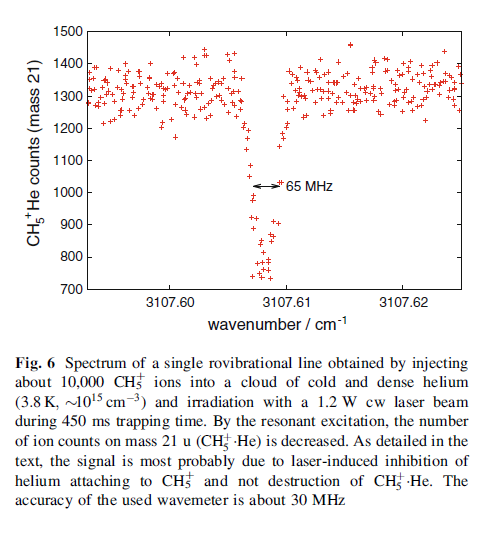 1500
1400
1300
1200
1100
1000
900
800
700
CH5+He counts (mass 21)
65 MHz
3107.60 3107.61 3107.62
wavenumber / cm-1
Fig. 6 Spectrum of a single rovibrational line obtained by injecting
about 10,000 CH5+ ions into a cloud of cold and dense helium
(3.8 K, ~10^15 cm−3) and irradiation with a 1.2 W cw laser beam
during 450 ms trapping time. By the resonant excitation, the number
of ion counts on mass 21 u (CH5+·He) is decreased. As detailed in the
text, the signal is most probably due to laser-induced inhibition of
helium attaching to CH5+ and not destruction of CH5+·He. The
accuracy of the used wavemeter is about 30 MHz